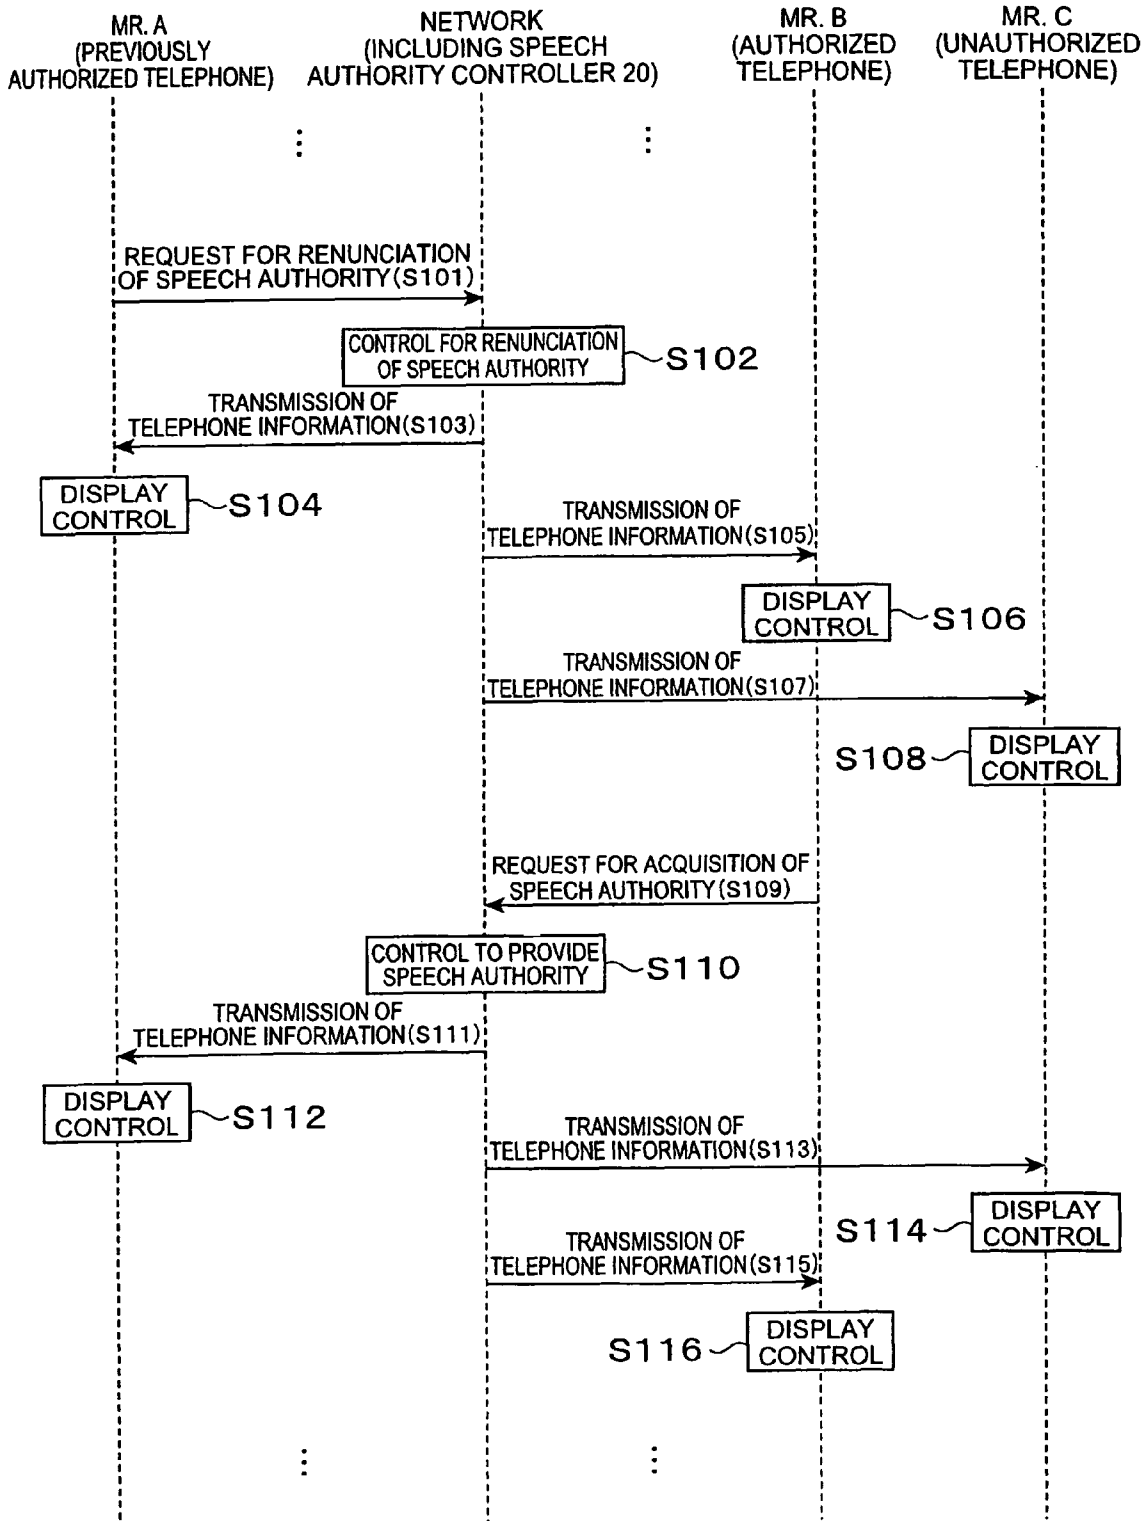 MR. A
(PREVIOUSLY
AUTHORIZED TELEPHONE)
NETWORK
(INCLUDING SPEECH
AUTHORITY CONTROLLER 20)
MR. B
(AUTHORIZED
TELEPHONE)
MR. C
(UNAUTHORIZED
TELEPHONE)
REQUEST FOR RENUNCIATION
OF SPEECH AUTHORITY(S101)
CONTROL FOR RENUNCIATION
OF SPEECH AUTHORITY
S102
TRANSMISSION OF
TELEPHONE INFORMATION(S103)
DISPLAY
CONTROL
S104
TRANSMISSION OF
TELEPHONE INFORMATION(S105)
DISPLAY
CONTROL
S106
TRANSMISSION OF
TELEPHONE INFORMATION(S107)
S108
DISPLAY
CONTROL
REQUEST FOR ACQUISITION OF
SPEECH AUTHORITY(S109)
CONTROL TO PROVIDE
SPEECH AUTHORITY
S110
TRANSMISSION OF
TELEPHONE INFORMATION(S111)
DISPLAY
CONTROL
S112
TRANSMISSION OF
TELEPHONE INFORMATION(S113)
S114
DISPLAY
CONTROL
TRANSMISSION OF
TELEPHONE INFORMATION(S115)
S116
DISPLAY
CONTROL